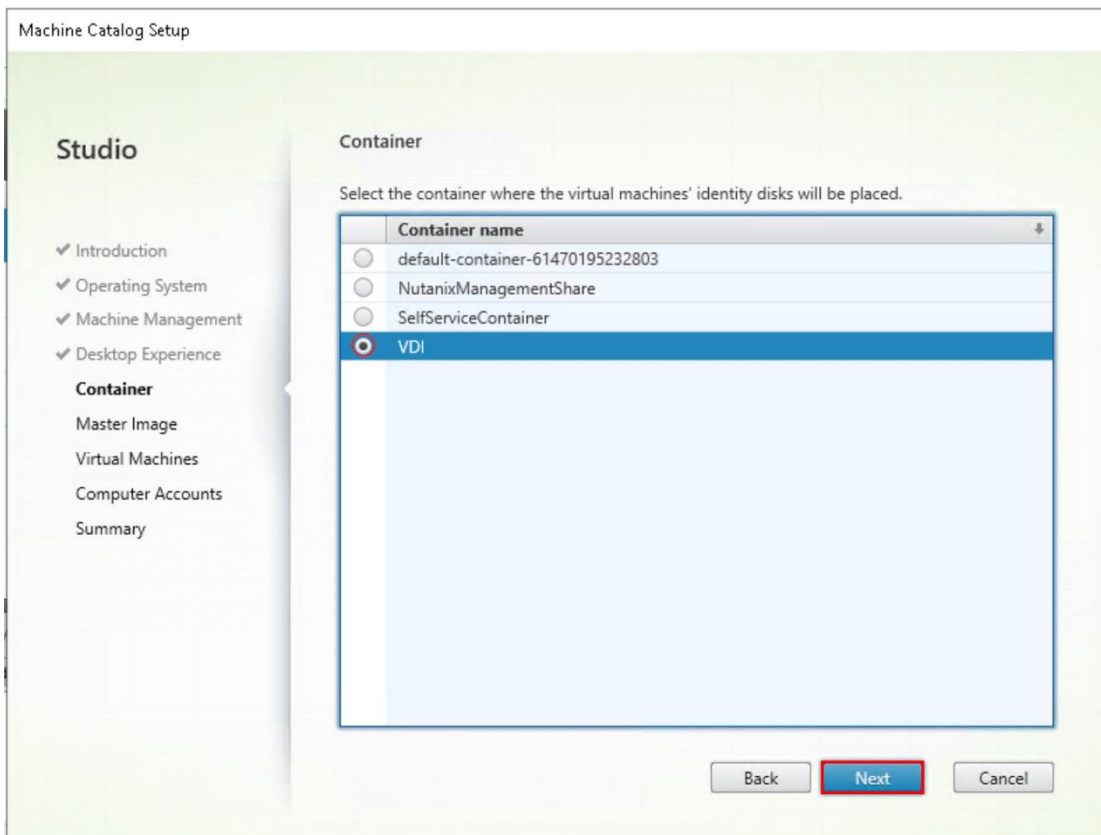 Machine Catalog Setup
Studio
Introduction
Operating System
Machine Management
Desktop Experience
Container
Master Image
Virtual Machines
Computer Accounts
Summary
Container
Select the container where the virtual machines' identity disks will be placed.
Container name
default-container-61470195232803
NutanixManagementShare
SelfServiceContainer
VDI
Back Next Cancel